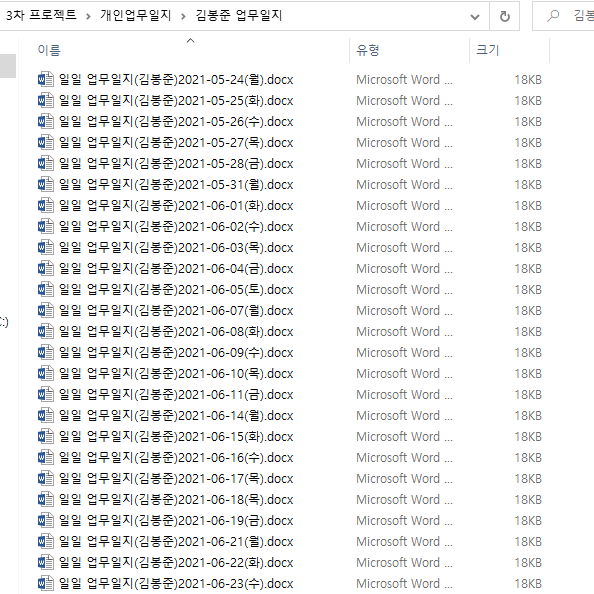 3차 프로젝트 > 개인업무일지 > 김봉준 업무일지 김봉
이름 유형 크기
일일 업무일지(김봉준)2021-05-24(월).docx Microsoft Word ... 18KB
일일 업무일지(김봉준)2021-05-25(화).docx Microsoft Word ... 18KB
일일 업무일지(김봉준)2021-05-26(수).docx Microsoft Word ... 18KB
일일 업무일지(김봉준)2021-05-27(목).docx Microsoft Word ... 18KB
일일 업무일지(김봉준)2021-05-28(금).docx Microsoft Word ... 18KB
일일 업무일지(김봉준)2021-05-31(월).docx Microsoft Word ... 18KB
일일 업무일지(김봉준)2021-06-01(화).docx Microsoft Word ... 18KB
일일 업무일지(김봉준)2021-06-02(수).docx Microsoft Word ... 18KB
일일 업무일지(김봉준)2021-06-03(목).docx Microsoft Word ... 18KB
일일 업무일지(김봉준)2021-06-04(금).docx Microsoft Word ... 18KB
일일 업무일지(김봉준)2021-06-05(토).docx Microsoft Word ... 18KB
일일 업무일지(김봉준)2021-06-07(월).docx Microsoft Word ... 18KB
:)
일일 업무일지(김봉준)2021-06-08(화).docx Microsoft Word ... 18KB
일일 업무일지(김봉준)2021-06-09(수).docx Microsoft Word ... 18KB
일일 업무일지(김봉준)2021-06-10(목).docx Microsoft Word ... 18KB
일일 업무일지(김봉준)2021-06-11(금).docx Microsoft Word ... 18KB
일일 업무일지(김봉준)2021-06-14(월).docx Microsoft Word ... 18KB
일일 업무일지(김봉준)2021-06-15(화).docx Microsoft Word ... 18KB
일일 업무일지(김봉준)2021-06-16(수).docx Microsoft Word ... 18KB
일일 업무일지(김봉준)2021-06-17(목).docx Microsoft Word ... 18KB
일일 업무일지(김봉준)2021-06-18(목).docx Microsoft Word ... 18KB
일일 업무일지(김봉준)2021-06-19(금).docx Microsoft Word ... 18KB
일일 업무일지(김봉준)2021-06-21(월).docx Microsoft Word ... 18KB
일일 업무일지(김봉준)2021-06-22(화).docx Microsoft Word ... 18KB
일일 업무일지(김봉준)2021-06-23(수).docx Microsoft Word ... 18KB